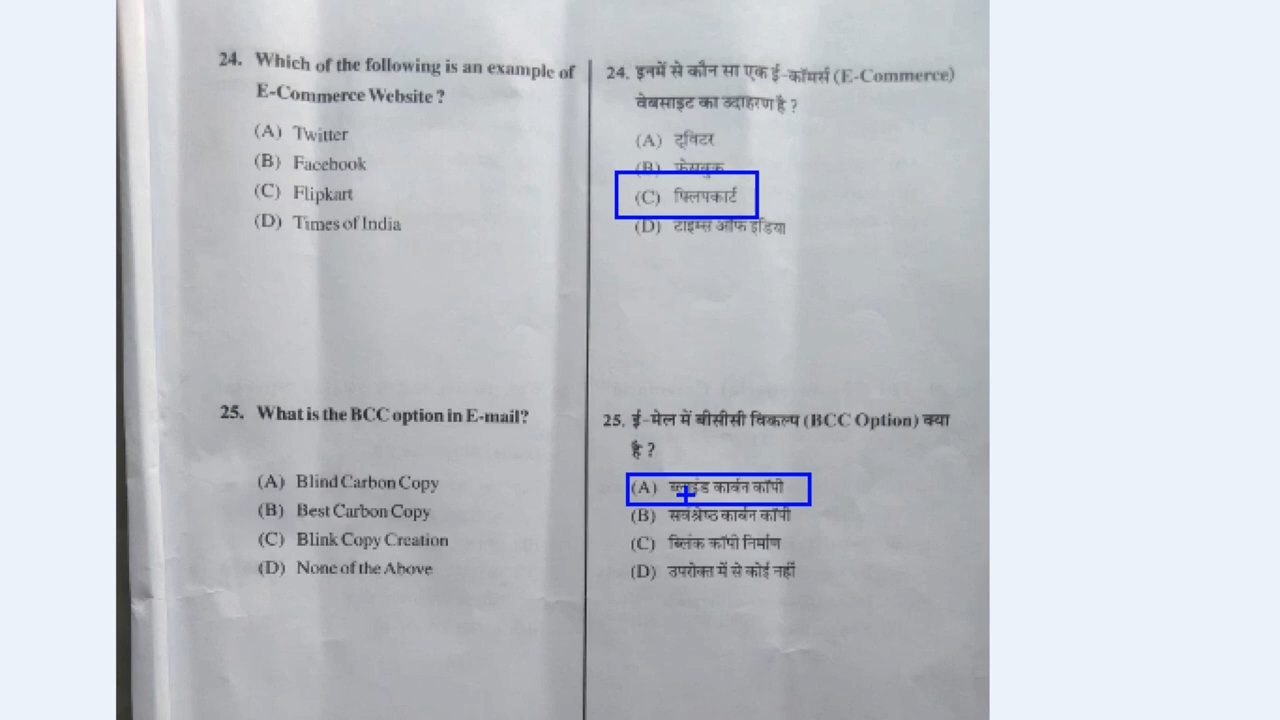 24. Which of the following is an example of
E-Commerce Website ?
(A) Twitter
(B) Facebook
(C) Flipkart
(D) Times of India
25. What is the BCC option in E-mail?
(A) Blind Carbon Copy
(B) Best Carbon Copy
(C) Blink Copy Creation
(D) None of the Above
24. इनमें से कौन सा एक ई-कॉमर्स (E-Commerce)
वेबसाइट का उदाहरण है ?
(A) ट्विटर
(B) फेसबुक
(C) फ्लिपकार्ट
(D) टाइम्स ऑफ इंडिया
25. ई-मेल में बीसीसी विकल्प (BCC Option) क्या
है ?
(A) ब्लाइंड कार्बन कॉपी
(B) सर्वश्रेष्ठ कार्बन कॉपी
(C) ब्लिंक कॉपी निर्माण
(D) उपरोक्त में से कोई नहीं